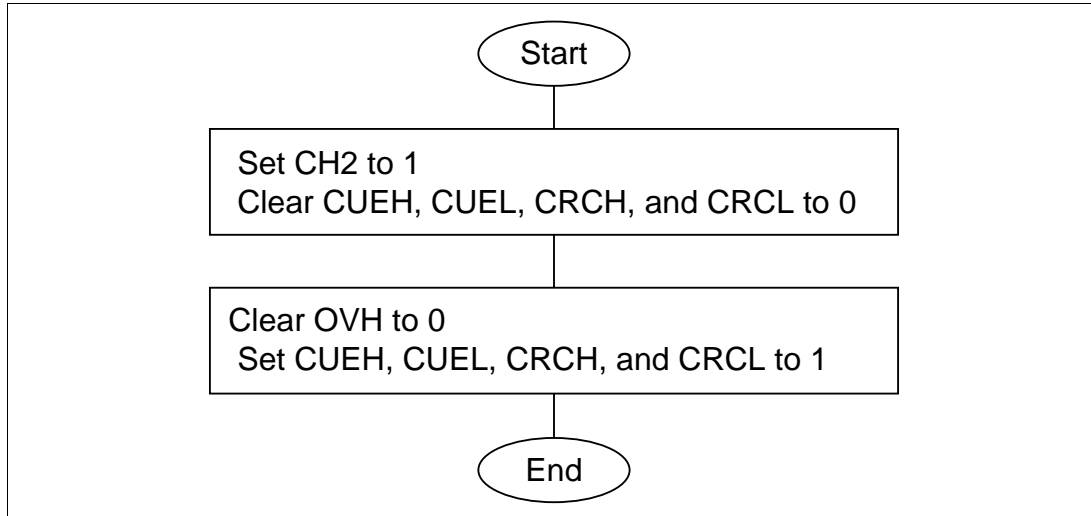 Start
Set CH2 to 1
Clear CUEH, CUEL, CRCH, and CRCL to 0
Clear OVH to 0
Set CUEH, CUEL, CRCH, and CRCL to 1
End